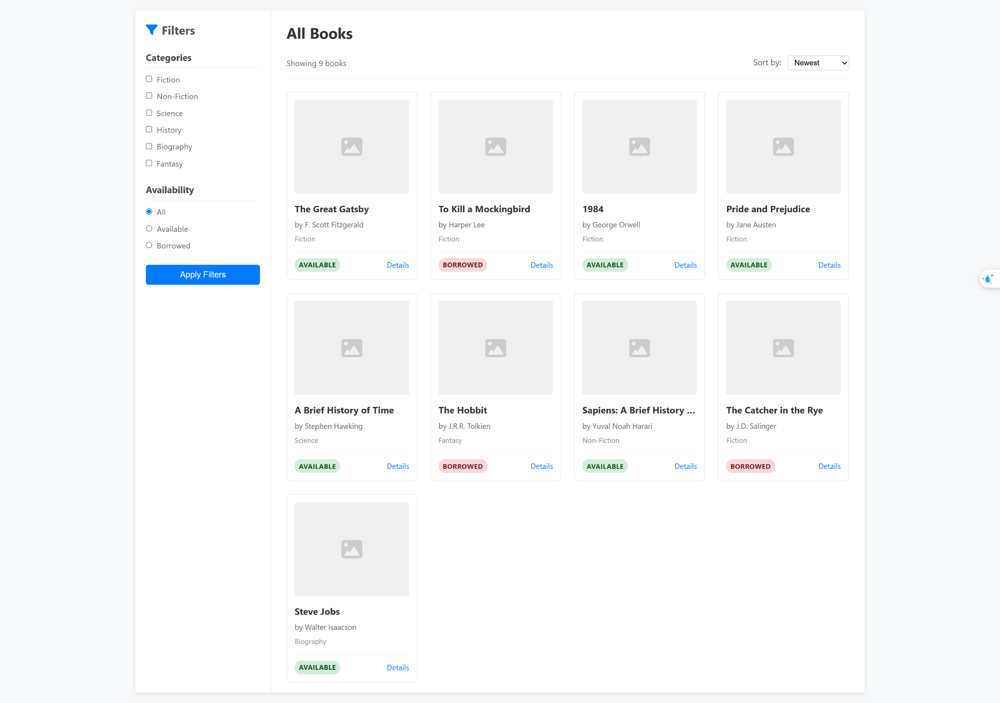 Filters
Categories
Fiction
Non-Fiction
Science
History
Biography
Fantasy
Availability
All
Available
Borrowed
Apply Filters
All Books
Showing 9 books
Sort by: Newest
The Great Gatsby
by F. Scott Fitzgerald
Fiction
AVAILABLE Details
To Kill a Mockingbird
by Harper Lee
Fiction
BORROWED Details
1984
by George Orwell
Fiction
AVAILABLE Details
Pride and Prejudice
by Jane Austen
Fiction
AVAILABLE Details
A Brief History of Time
by Stephen Hawking
Science
AVAILABLE Details
The Hobbit
by J.R.R. Tolkien
Fantasy
BORROWED Details
Sapiens: A Brief History ...
by Yuval Noah Harari
Non-Fiction
AVAILABLE Details
The Catcher in the Rye
by J.D. Salinger
Fiction
BORROWED Details
Steve Jobs
by Walter Isaacson
Biography
AVAILABLE Details